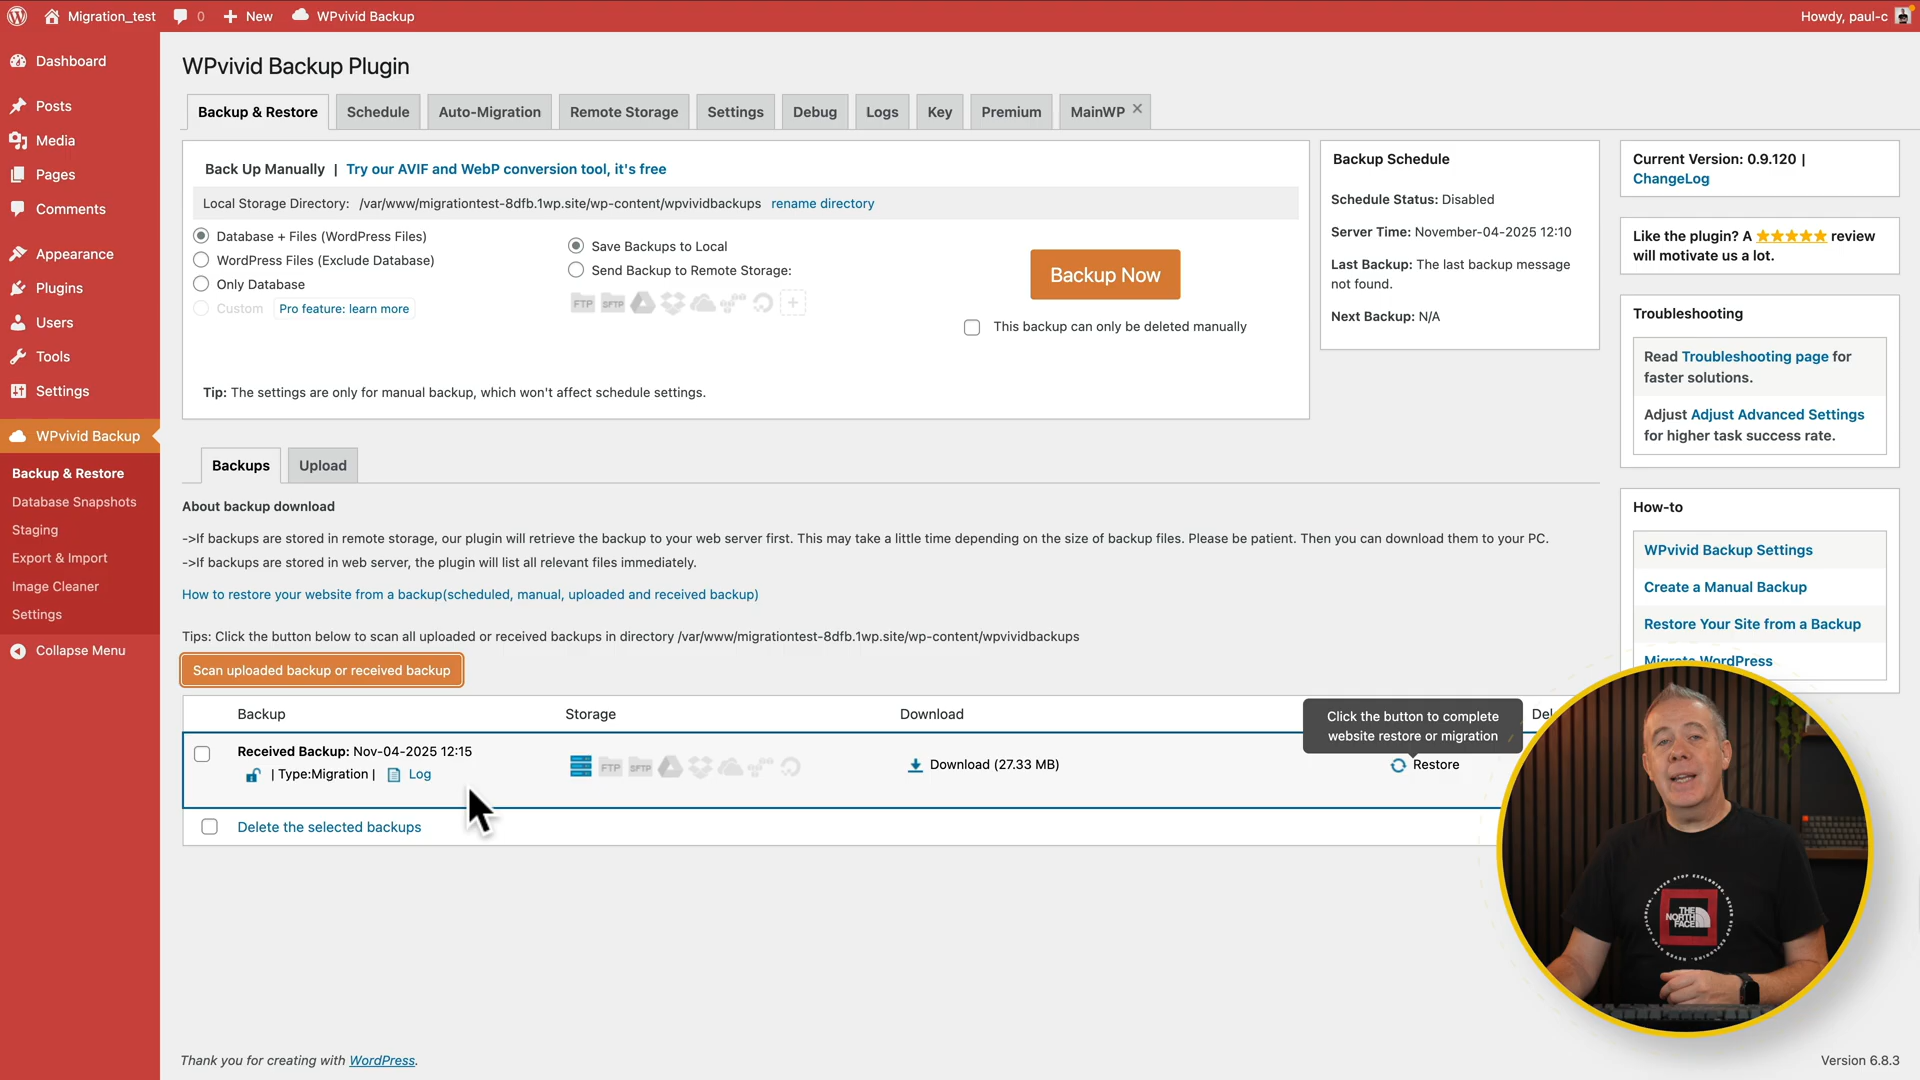 Migration_test 0 New WPvivid Backup Howdy, paul-c
Dashboard
Posts
Media
Pages
Comments
Appearance
Plugins
Users
Tools
Settings
WPvivid Backup
Backup & Restore
Database Snapshots
Staging
Export & Import
Image Cleaner
Settings
Collapse Menu
WPvivid Backup Plugin
Backup & Restore Schedule Auto-Migration Remote Storage Settings Debug Logs Key Premium MainWP
Back Up Manually | Try our AVIF and WebP conversion tool, it's free
Local Storage Directory: /var/www/migrationtest-8dfb.1wp.site/wp-content/wpvividbackups rename directory
Database + Files (WordPress Files)
WordPress Files (Exclude Database)
Only Database
Custom Pro feature: learn more
Save Backups to Local
Send Backup to Remote Storage:
FTP SFTP
Backup Now
This backup can only be deleted manually
Tip: The settings are only for manual backup, which won't affect schedule settings.
Backup Schedule
Schedule Status: Disabled
Server Time: November-04-2025 12:10
Last Backup: The last backup message
not found.
Next Backup: N/A
Current Version: 0.9.120 |
ChangeLog
Like the plugin? A ★★★★★ review
will motivate us a lot.
Troubleshooting
Read Troubleshooting page for
faster solutions.
Adjust Adjust Advanced Settings
for higher task success rate.
How-to
WPvivid Backup Settings
Create a Manual Backup
Restore Your Site from a Backup
Migrate WordPress
Backups Upload
About backup download
->If backups are stored in remote storage, our plugin will retrieve the backup to your web server first. This may take a little time depending on the size of backup files. Please be patient. Then you can download them to your PC.
->If backups are stored in web server, the plugin will list all relevant files immediately.
How to restore your website from a backup(scheduled, manual, uploaded and received backup)
Tips: Click the button below to scan all uploaded or received backups in directory /var/www/migrationtest-8dfb.1wp.site/wp-content/wpvividbackups
Scan uploaded backup or received backup
Backup Storage Download Del
Click the button to complete
website restore or migration
Received Backup: Nov-04-2025 12:15
| Type:Migration | Log
FTP SFTP
Download (27.33 MB)
Restore
Delete the selected backups
NEVER STOP EXPLORING
THE
NORTH
FACE
Thank you for creating with WordPress.
Version 6.8.3